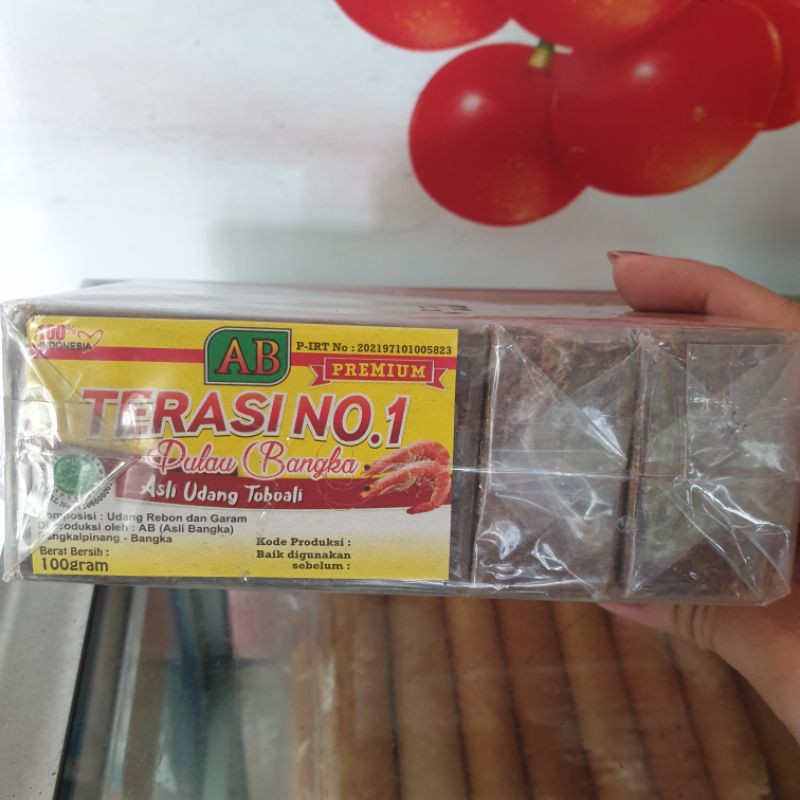 100%
INDONESIA
AB
P-IRT No : 202197101005823
PREMIUM
TERASI NO.1
Pulau Bangka
Asli Udang Toboali
Komposisi : Udang Rebon dan Garam
Diproduksi oleh : AB (Asli Bangka)
Pangkalpinang - Bangka
Berat Bersih :
100gram
Kode Produksi :
Baik digunakan
sebelum :